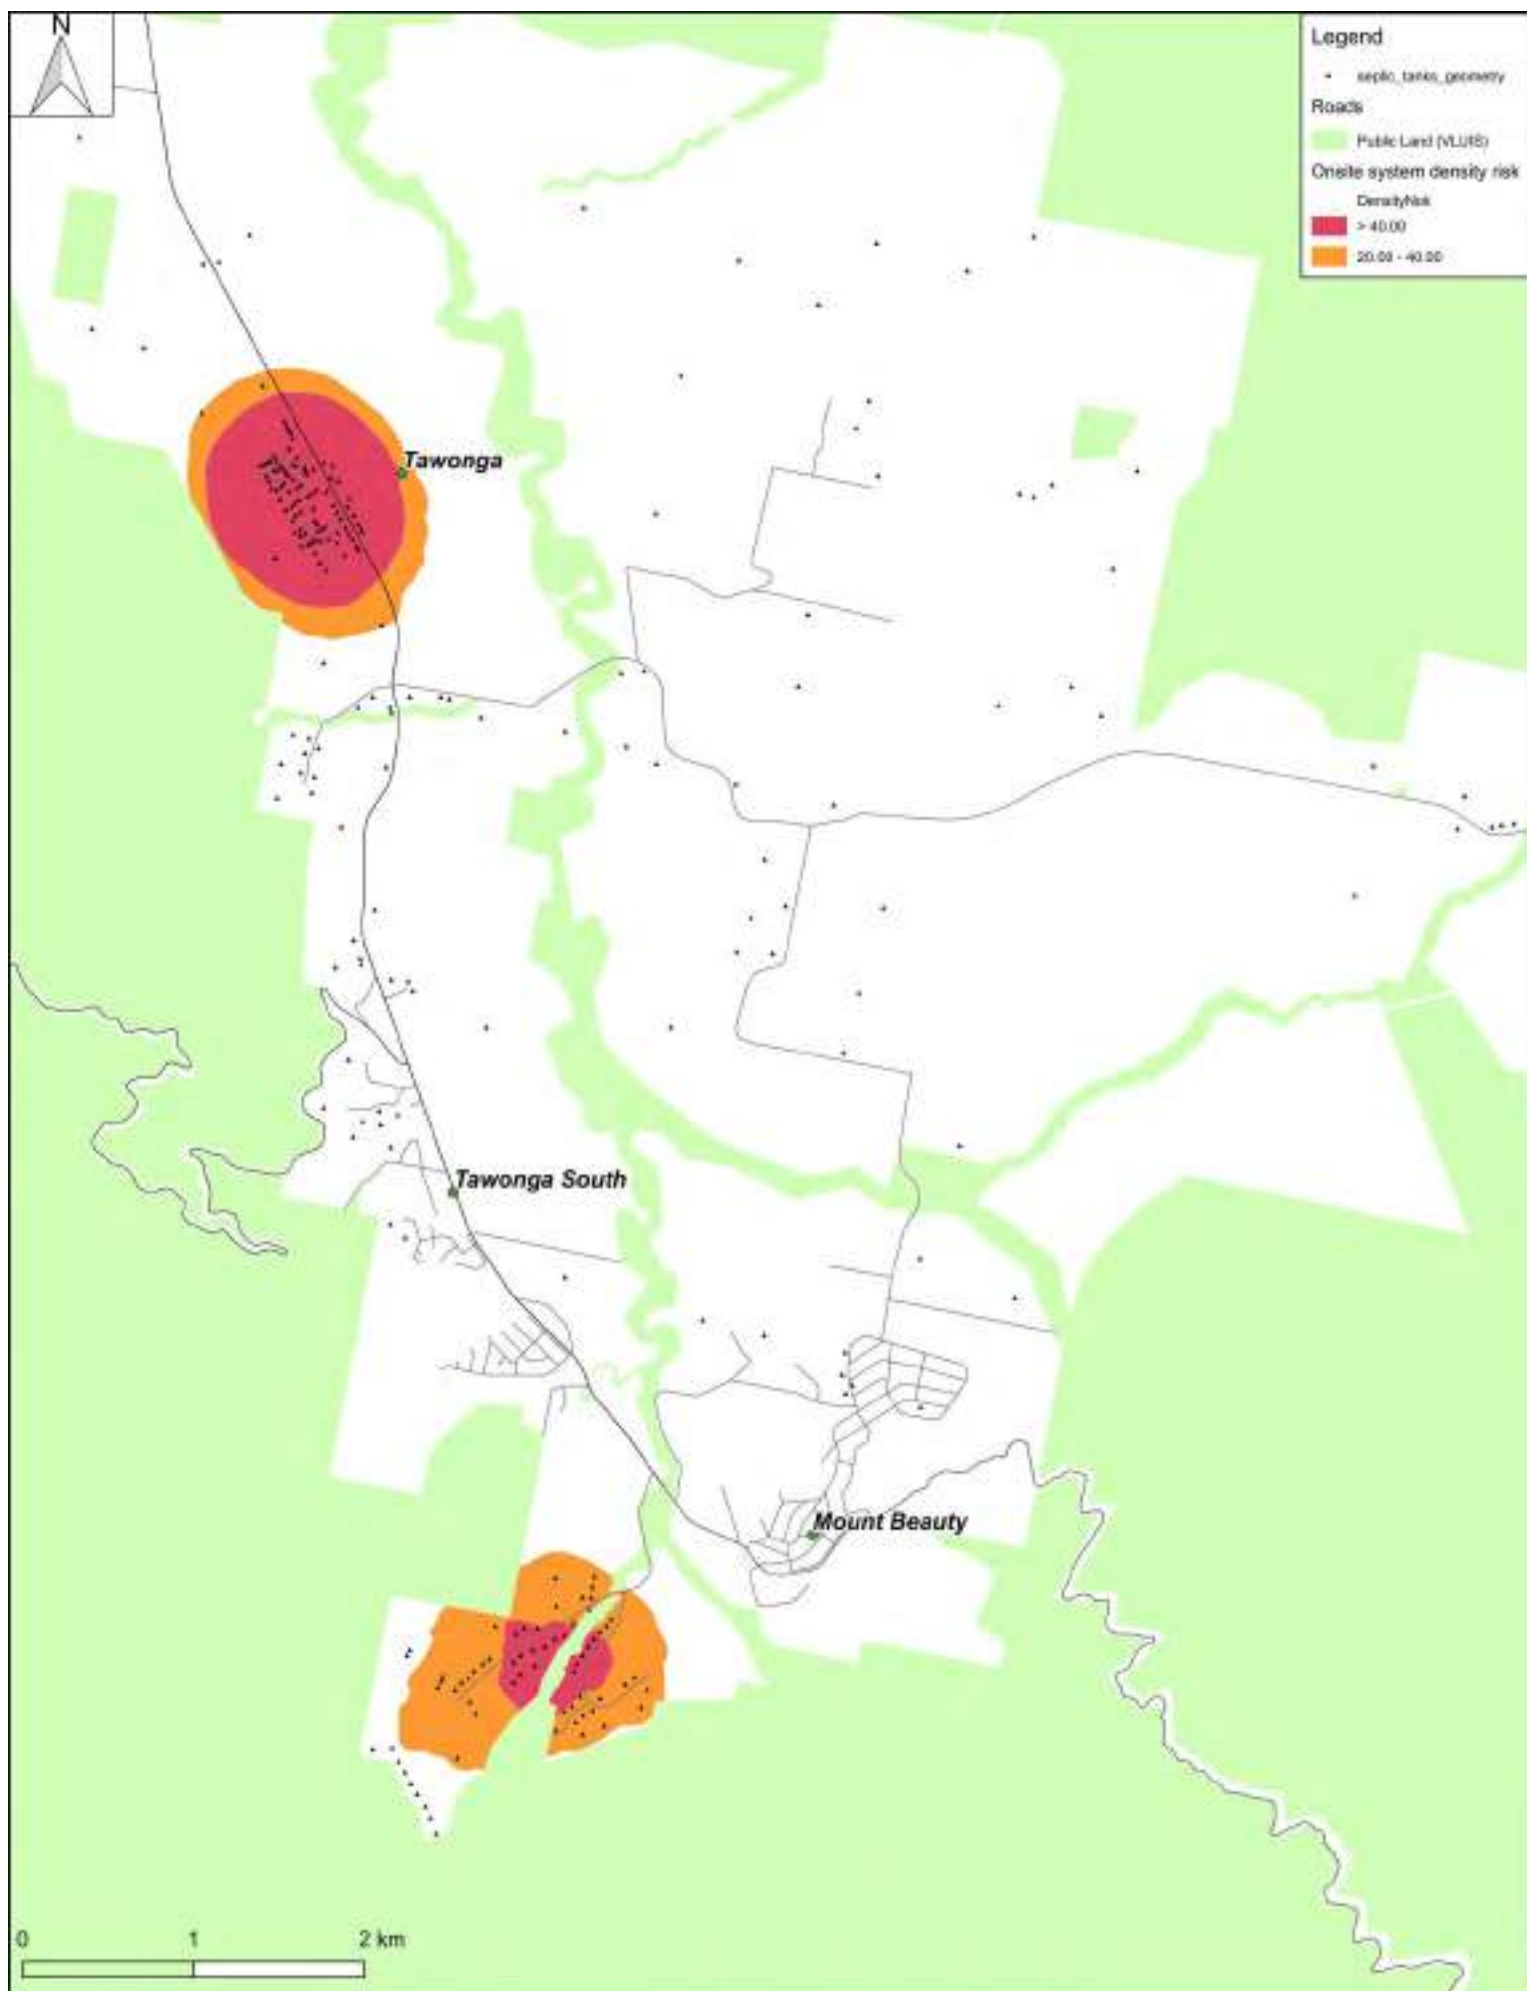 N
Legend
septic_tanks_geometry
Roads
Public Land (VLUIS)
Onsite system density risk
> 40.00
20.00 - 40.00
Tawonga
Tawonga South
Mount Beauty
0 1 2 km